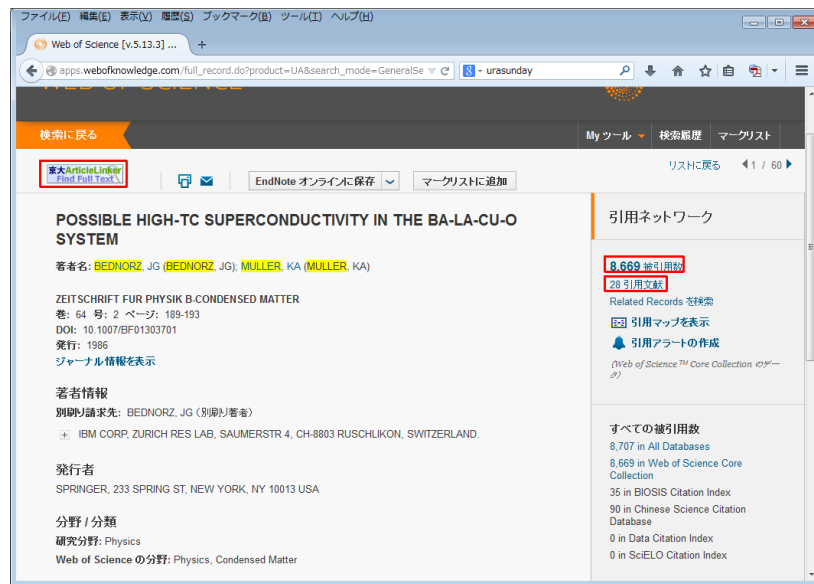 ファイル(F) 編集(E) 表示(V) 履歴(S) ブックマーク(B) ツール(T) ヘルプ(H)
Web of Science [v.5.13.3] ... +
apps.webofknowledge.com/full_record.do?product=UA&search_mode=GeneralSe
8 - urasunday
WEB OF SCIENCE
検索に戻る
My ツール 検索履歴 マークリスト
京大ArticleLinker
Find Full Text
EndNote オンラインに保存
マークリストに追加
リストに戻る 1 / 60
POSSIBLE HIGH-TC SUPERCONDUCTIVITY IN THE BA-LA-CU-O
SYSTEM
著者名: BEDNORZ, JG (BEDNORZ, JG); MULLER, KA (MULLER, KA)
ZEITSCHRIFT FUR PHYSIK B-CONDENSED MATTER
巻: 64 号: 2 ページ: 189-193
DOI: 10.1007/BF01303701
発行: 1986
ジャーナル情報を表示
著者情報
別刷り請求先: BEDNORZ, JG (別刷り著者)
+ IBM CORP, ZURICH RES LAB, SAUMERSTR 4, CH-8803 RUSCHLIKON, SWITZERLAND.
発行者
SPRINGER, 233 SPRING ST, NEW YORK, NY 10013 USA
分野 / 分類
研究分野: Physics
Web of Science の分野: Physics, Condensed Matter
引用ネットワーク
8,669 被引用数
28 引用文献
Related Records を検索
引用マップを表示
引用アラートの作成
(Web of Science™ Core Collection のデー
タ)
すべての被引用数
8,707 in All Databases
8,669 in Web of Science Core
Collection
35 in BIOSIS Citation Index
90 in Chinese Science Citation
Database
0 in Data Citation Index
0 in SciELO Citation Index